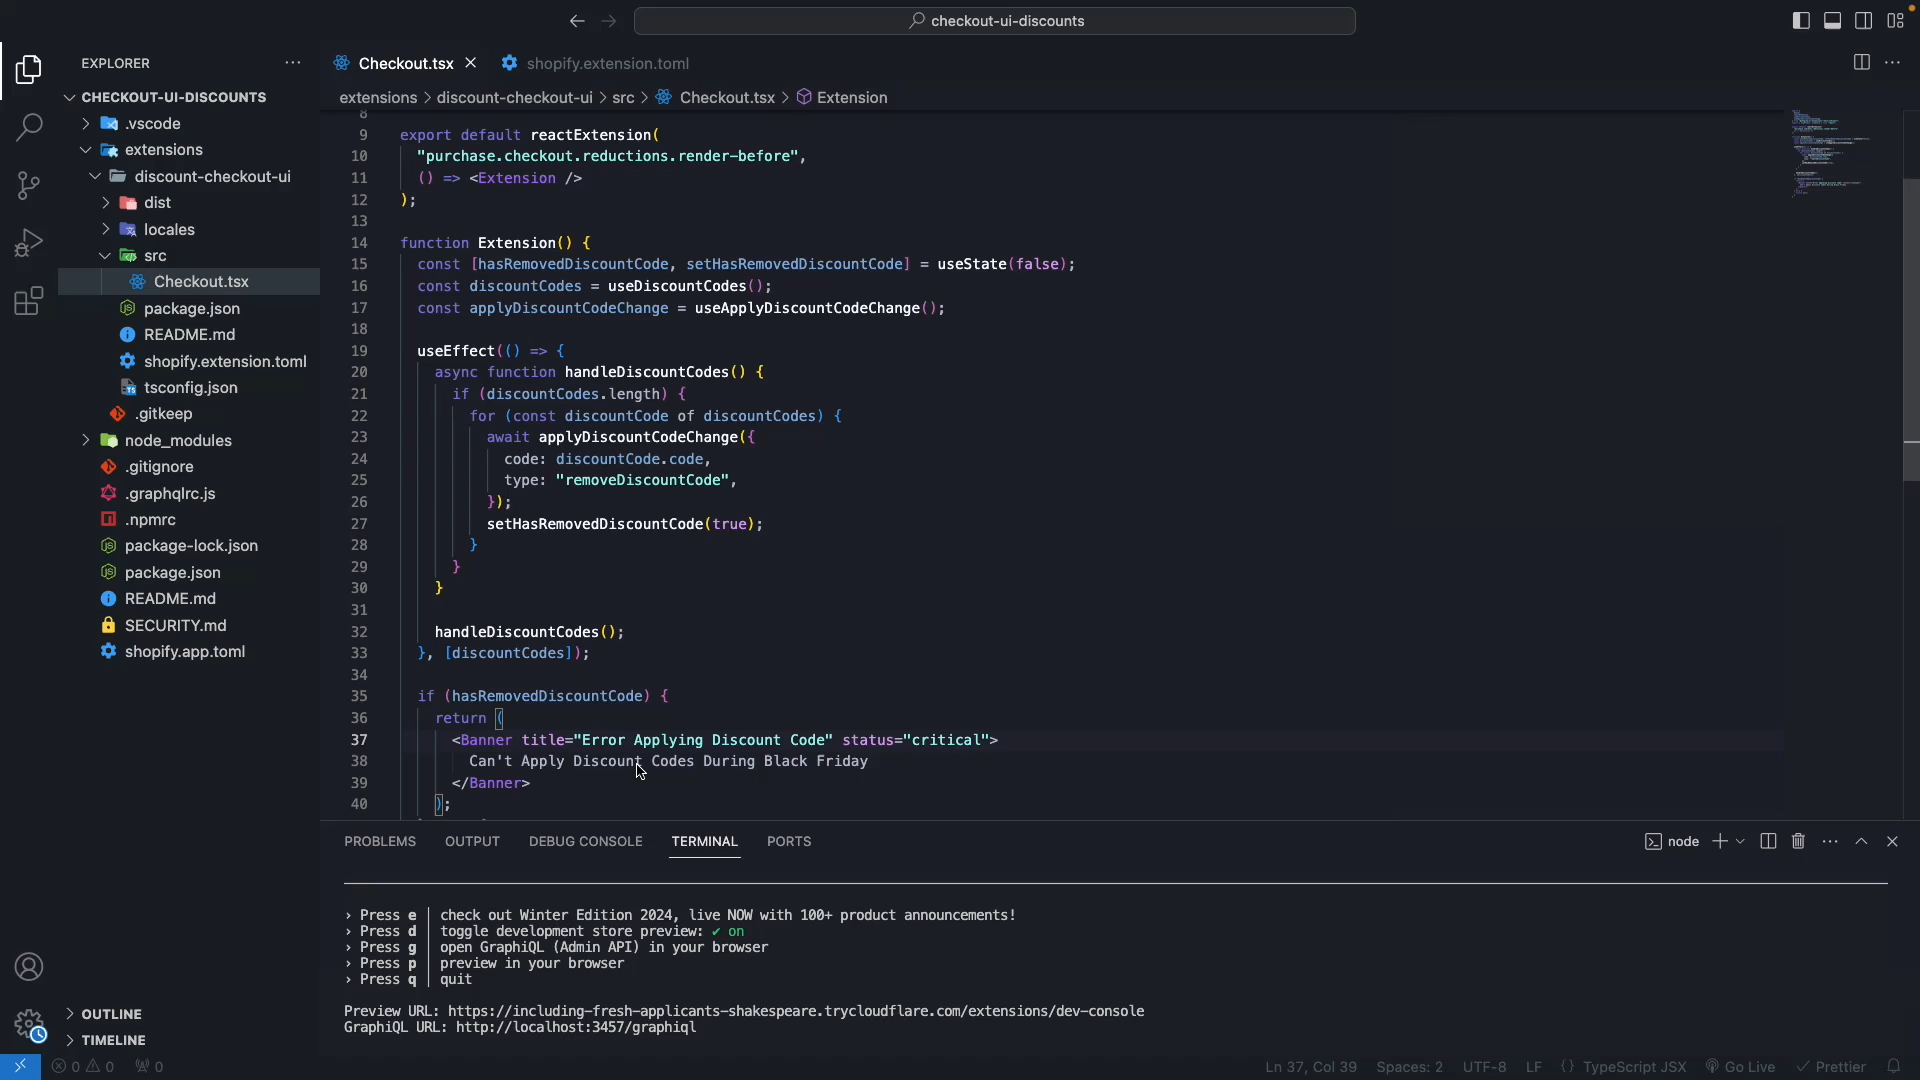 checkout-ui-discounts
EXPLORER
CHECKOUT-UI-DISCOUNTS
.vscode
extensions
discount-checkout-ui
dist
locales
src
Checkout.tsx
package.json
README.md
shopify.extension.toml
tsconfig.json
.gitkeep
node_modules
.gitignore
.graphqlrc.js
.npmrc
package-lock.json
package.json
README.md
SECURITY.md
shopify.app.toml
OUTLINE
TIMELINE
Checkout.tsx
shopify.extension.toml
extensions > discount-checkout-ui > src > Checkout.tsx > Extension
8
9 export default reactExtension(
10 "purchase.checkout.reductions.render-before",
11 () => <Extension />
12 );
13
14 function Extension() {
15 const [hasRemovedDiscountCode, setHasRemovedDiscountCode] = useState(false);
16 const discountCodes = useDiscountCodes();
17 const applyDiscountCodeChange = useApplyDiscountCodeChange();
18
19 useEffect(() => {
20 async function handleDiscountCodes() {
21 if (discountCodes.length) {
22 for (const discountCode of discountCodes) {
23 await applyDiscountCodeChange({
24 code: discountCode.code,
25 type: "removeDiscountCode",
26 });
27 setHasRemovedDiscountCode(true);
28 }
29 }
30 }
31
32 handleDiscountCodes();
33 }, [discountCodes]);
34
35 if (hasRemovedDiscountCode) {
36 return (
37 <Banner title="Error Applying Discount Code" status="critical">
38 Can't Apply Discount Codes During Black Friday
39 </Banner>
40 );
PROBLEMS OUTPUT DEBUG CONSOLE TERMINAL PORTS
node
› Press e │ check out Winter Edition 2024, live NOW with 100+ product announcements!
› Press d │ toggle development store preview: ✔ on
› Press g │ open GraphiQL (Admin API) in your browser
› Press p │ preview in your browser
› Press q │ quit
Preview URL: https://including-fresh-applicants-shakespeare.trycloudflare.com/extensions/dev-console
GraphiQL URL: http://localhost:3457/graphiql
0 0 0
Ln 37, Col 39 Spaces: 2 UTF-8 LF {} TypeScript JSX Go Live Prettier